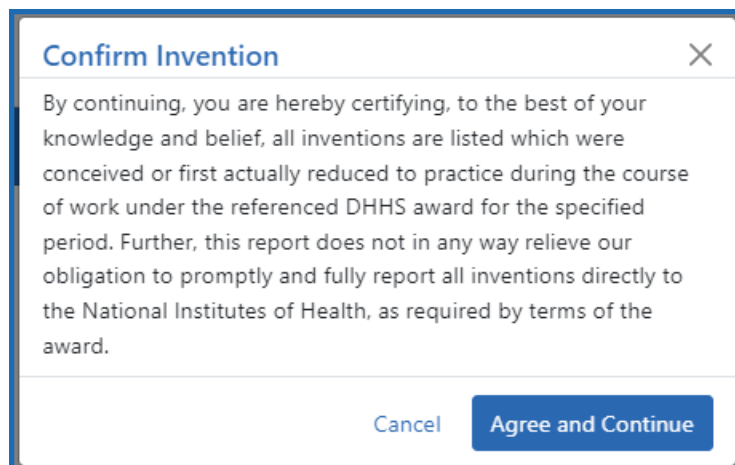 Confirm Invention
By continuing, you are hereby certifying, to the best of your
knowledge and belief, all inventions are listed which were
conceived or first actually reduced to practice during the course
of work under the referenced DHHS award for the specified
period. Further, this report does not in any way relieve our
obligation to promptly and fully report all inventions directly to
the National Institutes of Health, as required by terms of the
award.
Cancel
Agree and Continue